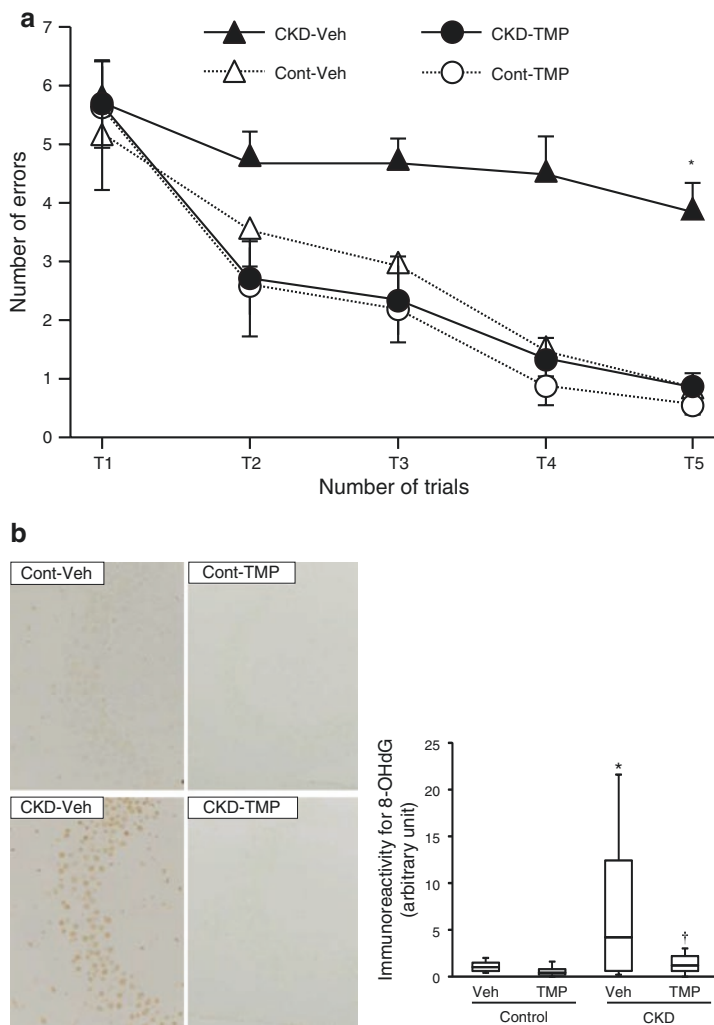 a
CKD-Veh
CKD-TMP
Cont-Veh
Cont-TMP
Number of errors
7
6
5
4
3
2
1
0
*
T1 T2 T3 T4 T5
Number of trials
b
Cont-Veh
Cont-TMP
CKD-Veh
CKD-TMP
Immunoreactivity for 8-OHdG
(arbitrary unit)
25
20
15
10
5
0
*
†
Veh TMP Veh TMP
Control CKD